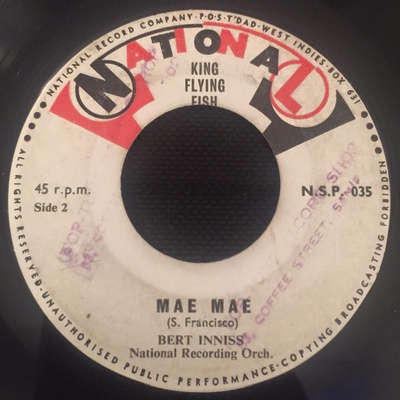 NATIONAL RECORD COMPANY·POST'DAD·WEST INDIES·BOX 631
NATIONAL
KING
FLYING
FISH
45 r.p.m.
Side 2
N.S.P. 035
COFFEE STREET
MAE MAE
(S. Francisco)
BERT INNISS
National Recording Orch.
ALL RIGHTS RESERVED-UNAUTHORISED PUBLIC PERFORMANCE-COPYING BROADCASTING FORBIDDEN